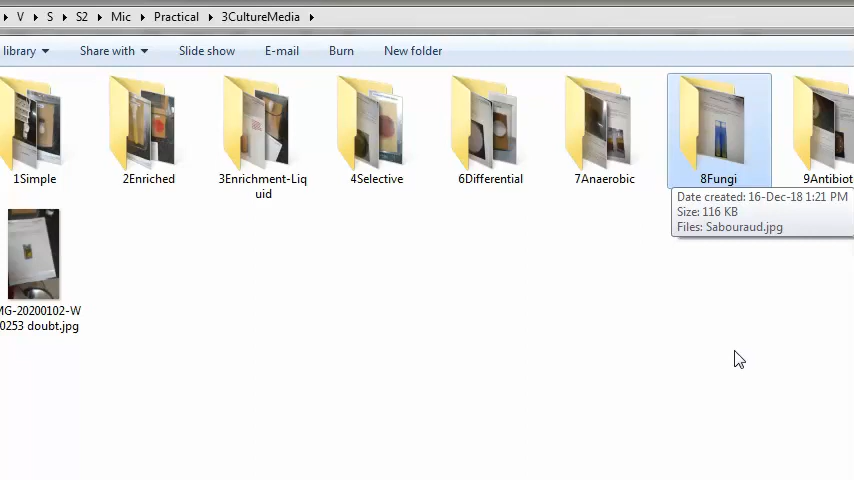 V S S2 Mic Practical 3CultureMedia
library Share with Slide show E-mail Burn New folder
1Simple 2Enriched 3Enrichment-Liq 4Selective 6Differential 7Anaerobic 8Fungi 9Antibiot
uid
Date created: 16-Dec-18 1:21 PM
Size: 116 KB
Files: Sabouraud.jpg
MG-20200102-W
0253 doubt.jpg